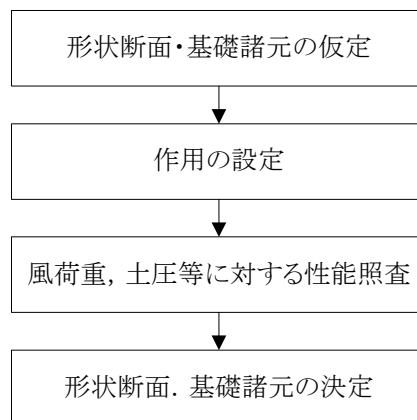 形状断面・基礎諸元の仮定
作用の設定
風荷重, 土圧等に対する性能照査
形状断面. 基礎諸元の決定